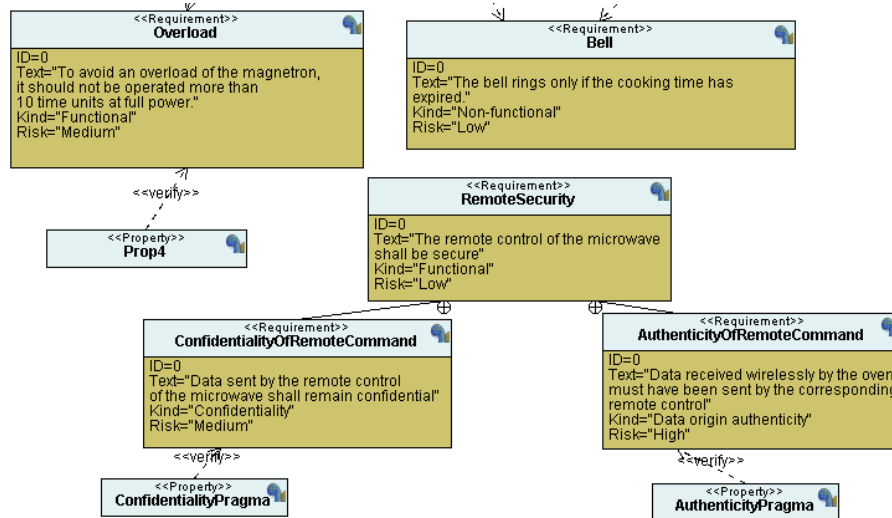 <<Requirement>>
Overload
ID=0
Text="To avoid an overload of the magnetron,
it should not be operated more than
10 time units at full power."
Kind="Functional"
Risk="Medium"
<<Requirement>>
Bell
ID=0
Text="The bell rings only if the cooking time has
expired."
Kind="Non-functional"
Risk="Low"
<<verify>>
<<Property>>
Prop4
<<Requirement>>
RemoteSecurity
ID=0
Text="The remote control of the microwave
shall be secure"
Kind="Functional"
Risk="Low"
<<Requirement>>
ConfidentialityOfRemoteCommand
ID=0
Text="Data sent by the remote control
of the microwave shall remain confidential"
Kind="Confidentiality"
Risk="Medium"
<<Requirement>>
AuthenticityOfRemoteCommand
ID=0
Text="Data received wirelessly by the oven
must have been sent by the corresponding
remote control"
Kind="Data origin authenticity"
Risk="High"
<<verify>>
<<Property>>
ConfidentialityPragma
<<verify>>
<<Property>>
AuthenticityPragma